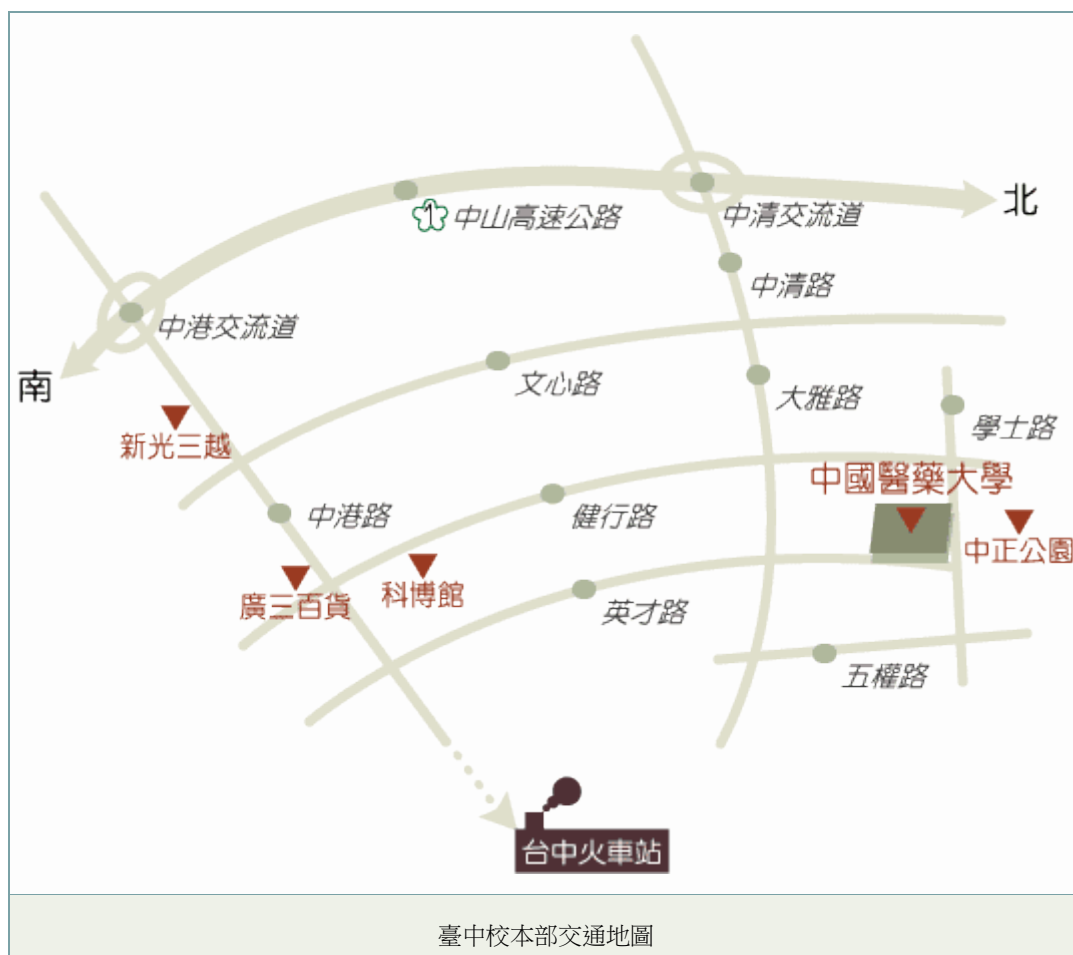 北
1 中山高速公路
中清交流道
中清路
中港交流道
南
文心路
大雅路
學士路
新光三越
中國醫藥大學
中港路
健行路
中正公園
廣三百貨
科博館
英才路
五權路
台中火車站
臺中校本部交通地圖